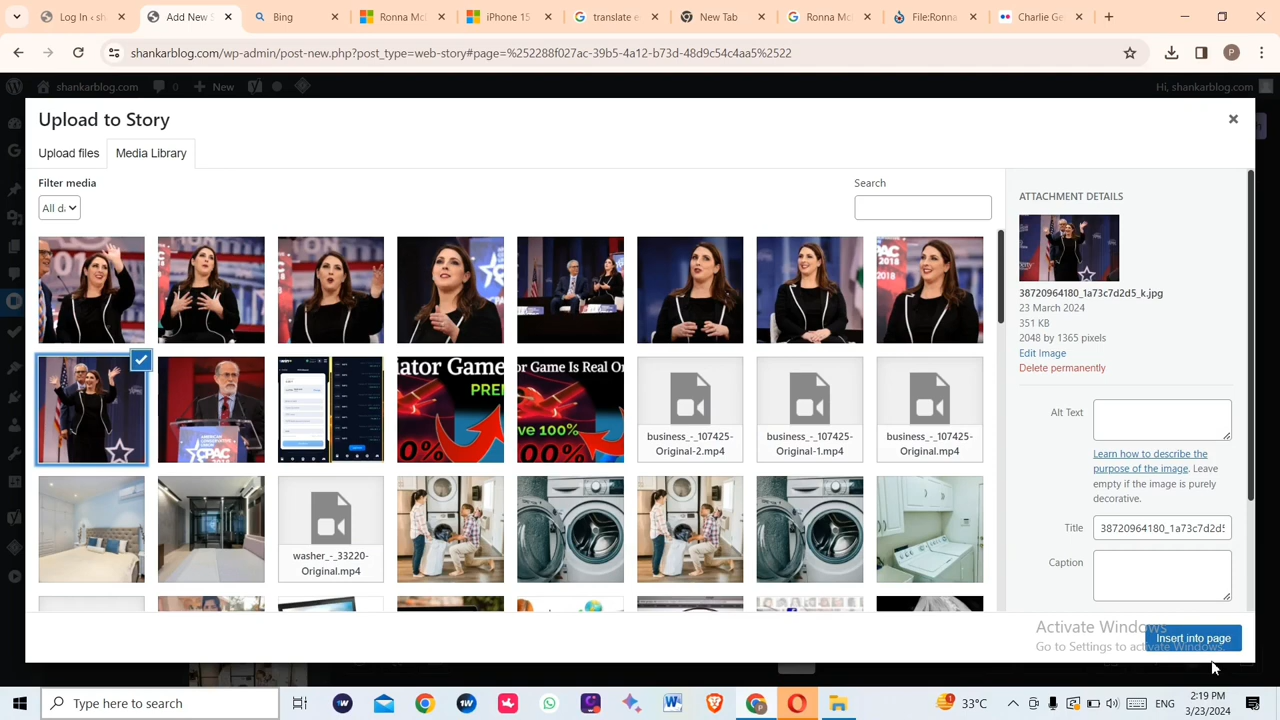 Log in ‹ sh
Add New S
Bing
Ronna Mc
iPhone 15
translate e
New Tab
Ronna Mc
File:Ronna
Charlie Ge
shankarblog.com/wp-admin/post-new.php?post_type=web-story#page=%252288f027ac-39b5-4a12-b73d-48d9c54c4aa5%2522
shankarblog.com
0
New
Hi, shankarblog.com
Upload to Story
Upload files
Media Library
Filter media
All da
Search
ATTACHMENT DETAILS
38720964180_1a73c7d2d5_k.jpg
23 March 2024
351 KB
2048 by 1365 pixels
Edit Image
Delete permanently
Alt Text
Learn how to describe the
purpose of the image. Leave
empty if the image is purely
decorative.
Title
38720964180_1a73c7d2d5
Caption
CPAC
2018
ator Game
PREM
00%
or Game Is Real Or
ve 100%
00%
business_-_107425-
Original-2.mp4
business_-_107425-
Original-1.mp4
business_-_107425-
Original.mp4
CPAC
washer_-_33220-
Original.mp4
Activate Windows
Go to Settings to activate Windows.
Insert into page
Type here to search
33°C
ENG
2:19 PM
3/23/2024